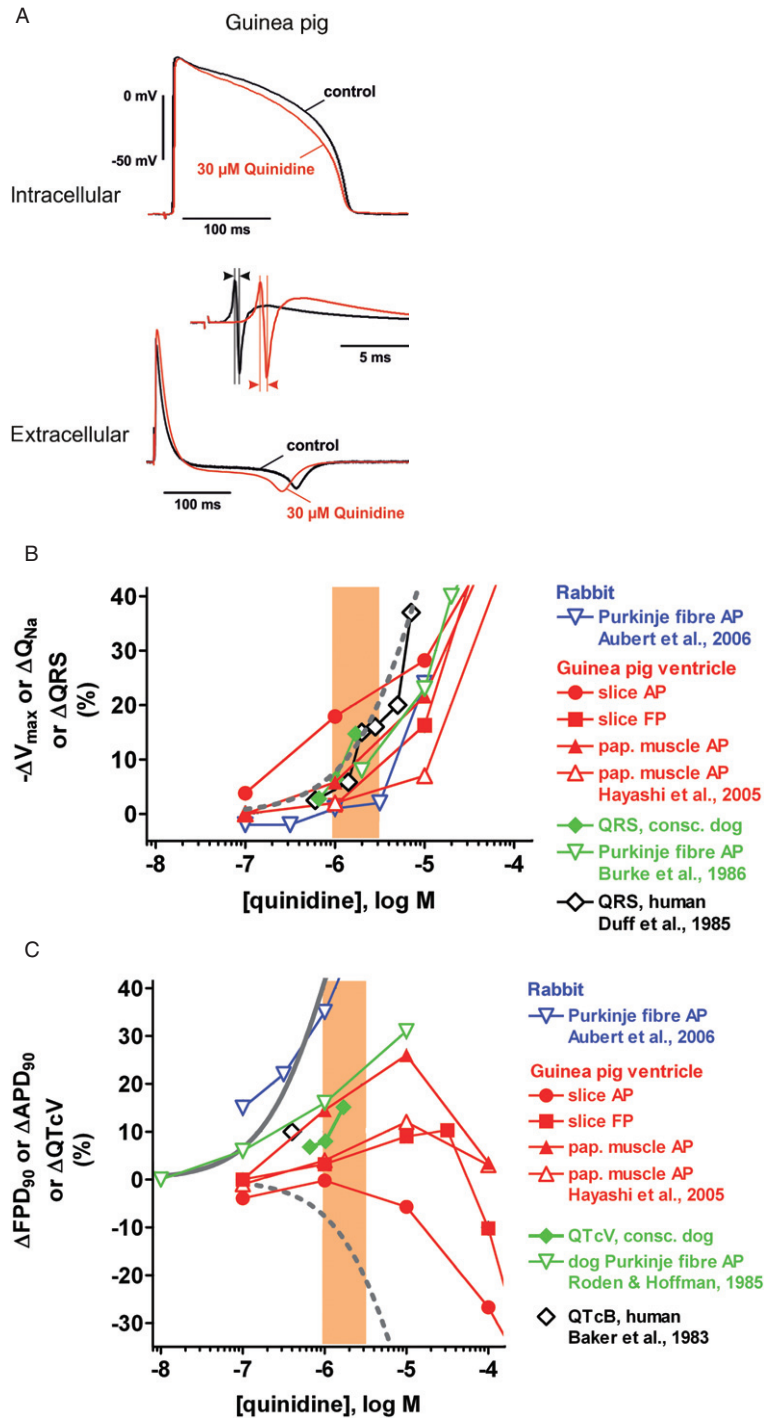 A
Guinea pig
0 mV
control
-50 mV
30 µM Quinidine
Intracellular
100 ms
5 ms
Extracellular
control
100 ms
30 µM Quinidine
B
-ΔVmax or ΔQNa
or ΔQRS
(%)
40
30
20
10
0
-8 -7 -6 -5 -4
[quinidine], log M
Rabbit
Purkinje fibre AP
Aubert et al., 2006
Guinea pig ventricle
slice AP
slice FP
pap. muscle AP
pap. muscle AP
Hayashi et al., 2005
QRS, consc. dog
Purkinje fibre AP
Burke et al., 1986
QRS, human
Duff et al., 1985
C
ΔFPD90 or ΔAPD90
or ΔQTcV
(%)
40
30
20
10
0
-10
-20
-30
-8 -7 -6 -5 -4
[quinidine], log M
Rabbit
Purkinje fibre AP
Aubert et al., 2006
Guinea pig ventricle
slice AP
slice FP
pap. muscle AP
pap. muscle AP
Hayashi et al., 2005
QTcV, consc. dog
dog Purkinje fibre AP
Roden & Hoffman, 1985
QTcB, human
Baker et al., 1983